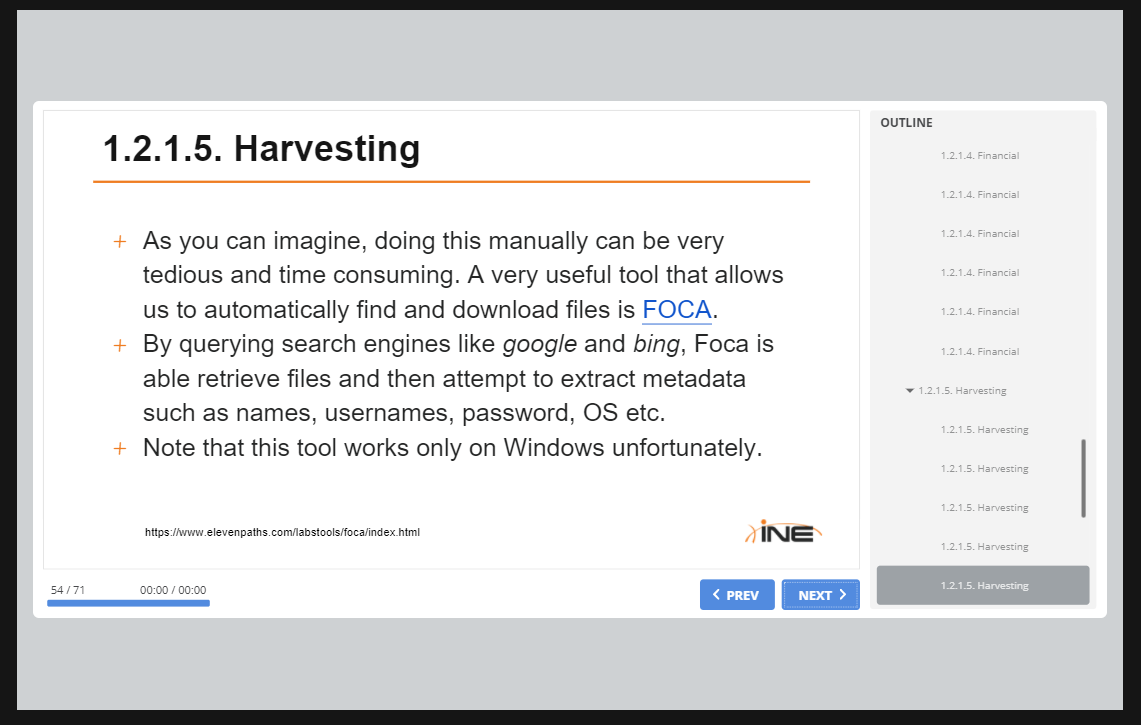 1.2.1.5. Harvesting
+ As you can imagine, doing this manually can be very
tedious and time consuming. A very useful tool that allows
us to automatically find and download files is FOCA.
+ By querying search engines like google and bing, Foca is
able retrieve files and then attempt to extract metadata
such as names, usernames, password, OS etc.
+ Note that this tool works only on Windows unfortunately.
https://www.elevenpaths.com/labstools/foca/index.html
INE
54 / 71
00:00 / 00:00
PREV
NEXT
OUTLINE
1.2.1.4. Financial
1.2.1.4. Financial
1.2.1.4. Financial
1.2.1.4. Financial
1.2.1.4. Financial
1.2.1.4. Financial
1.2.1.5. Harvesting
1.2.1.5. Harvesting
1.2.1.5. Harvesting
1.2.1.5. Harvesting
1.2.1.5. Harvesting
1.2.1.5. Harvesting